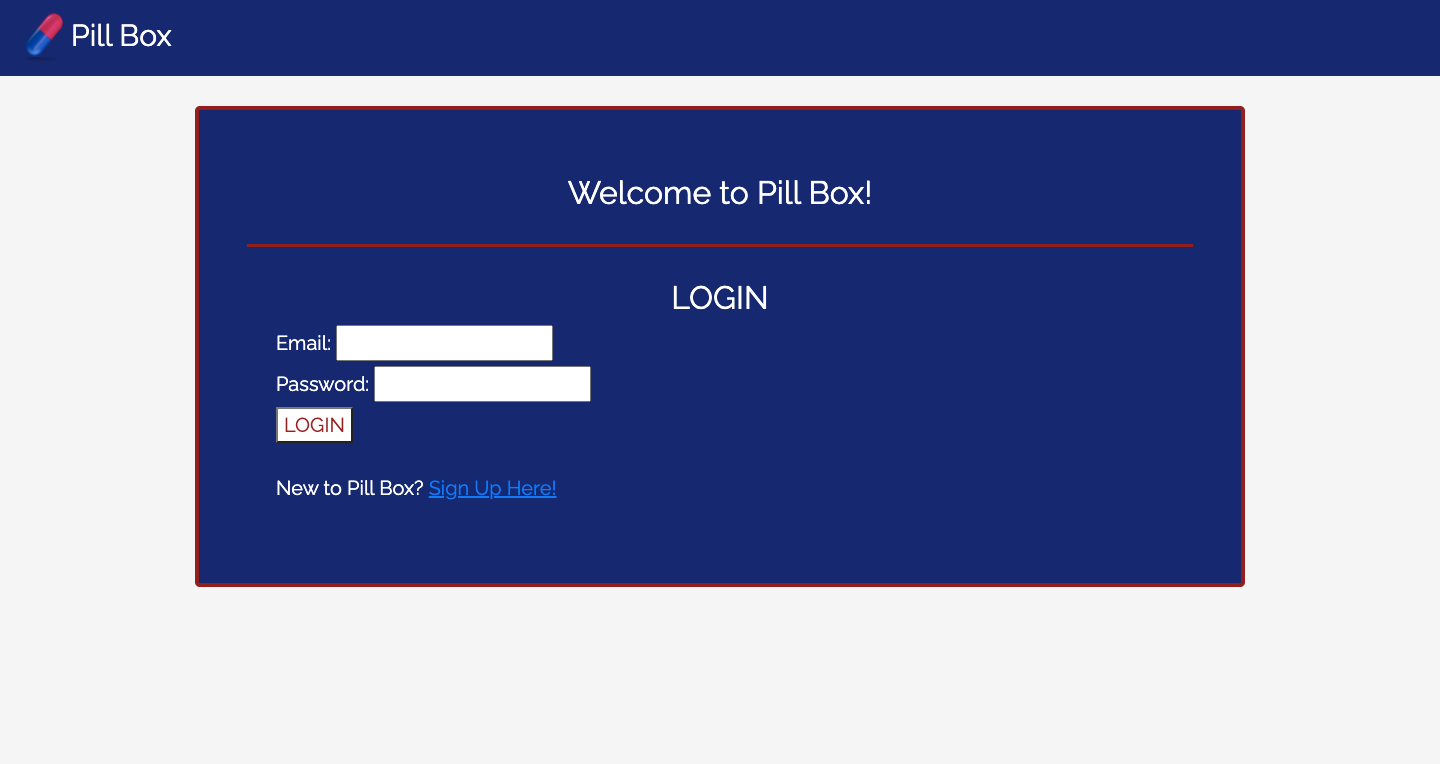 Pill Box
Welcome to Pill Box!
LOGIN
Email:
Password:
LOGIN
New to Pill Box? Sign Up Here!